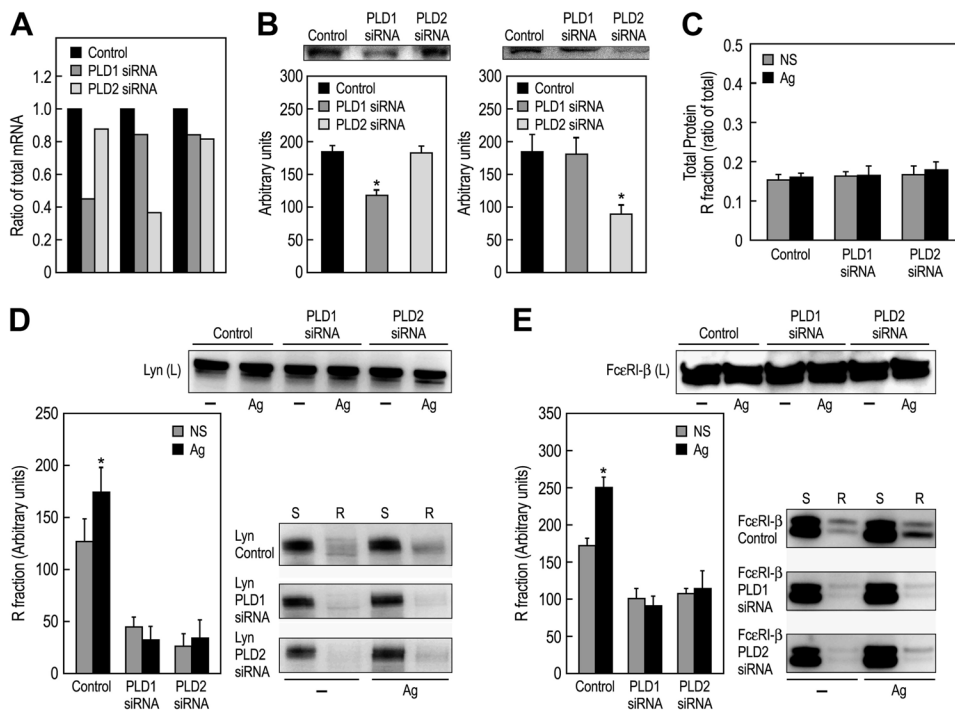 A
Control
PLD1 siRNA
PLD2 siRNA
Ratio of total mRNA
1.2
1.0
0.8
0.6
0.4
0.2
0
B
Control
PLD1
siRNA
PLD2
siRNA
Arbitrary units
300
250
200
150
100
50
0
Control
PLD1 siRNA
PLD2 siRNA
*
Control
PLD1
siRNA
PLD2
siRNA
Arbitrary units
300
250
200
150
100
50
0
Control
PLD1 siRNA
PLD2 siRNA
*
C
NS
Ag
Total Protein
R fraction (ratio of total)
0.5
0.4
0.3
0.2
0.1
0
Control
PLD1
siRNA
PLD2
siRNA
D
Control
PLD1
siRNA
PLD2
siRNA
Lyn (L)
– Ag – Ag – Ag
R fraction (Arbitrary units)
250
200
150
100
50
0
NS
Ag
*
Control
PLD1
siRNA
PLD2
siRNA
S R S R
Lyn
Control
Lyn
PLD1
siRNA
Lyn
PLD2
siRNA
– Ag
E
Control
PLD1
siRNA
PLD2
siRNA
FcεRI-β (L)
– Ag – Ag – Ag
R fraction (Arbitrary units)
350
300
250
200
150
100
50
0
NS
Ag
*
Control
PLD1
siRNA
PLD2
siRNA
S R S R
FcεRI-β
Control
FcεRI-β
PLD1
siRNA
FcεRI-β
PLD2
siRNA
– Ag